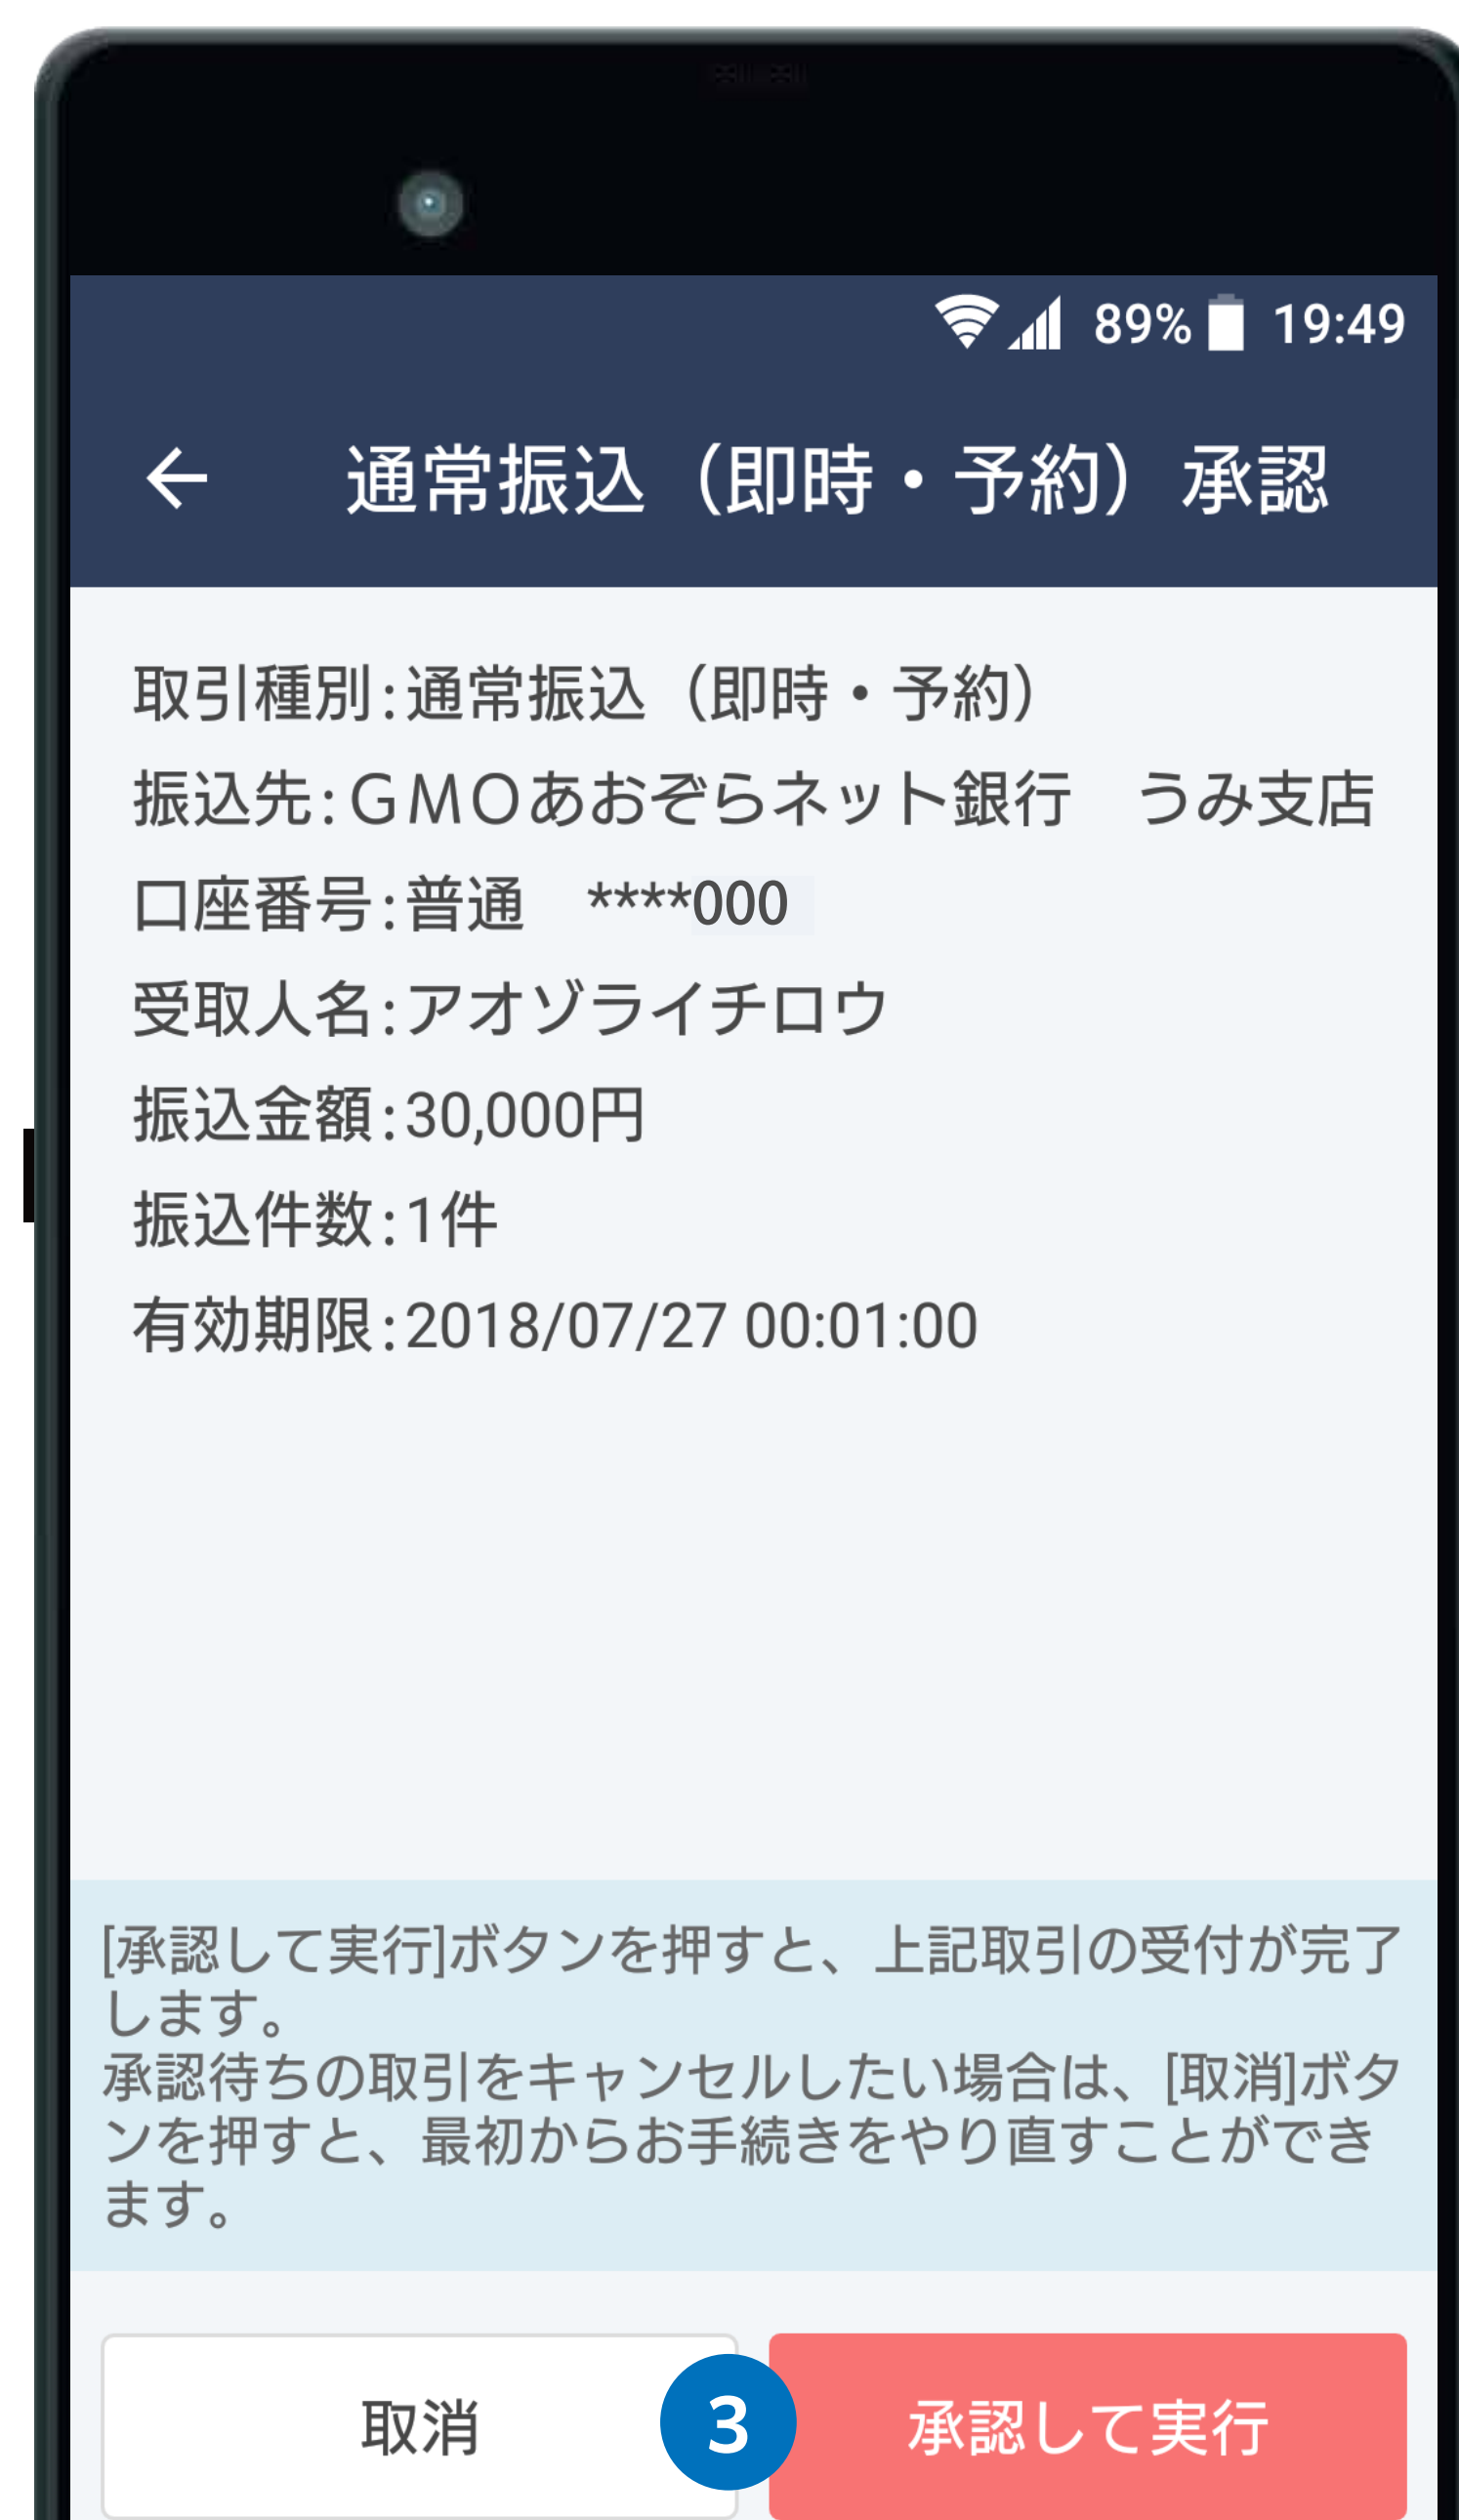 89% 19:49
通常振込（即時・予約）承認
取引種別:通常振込（即時・予約）
振込先:ＧＭＯあおぞらネット銀行　うみ支店
口座番号:普通　****000
受取人名:アオゾライチロウ
振込金額:30,000円
振込件数:1件
有効期限:2018/07/27 00:01:00
[承認して実行]ボタンを押すと、上記取引の受付が完了
します。
承認待ちの取引をキャンセルしたい場合は、[取消]ボタ
ンを押すと、最初からお手続きをやり直すことができ
ます。
取消 3 承認して実行